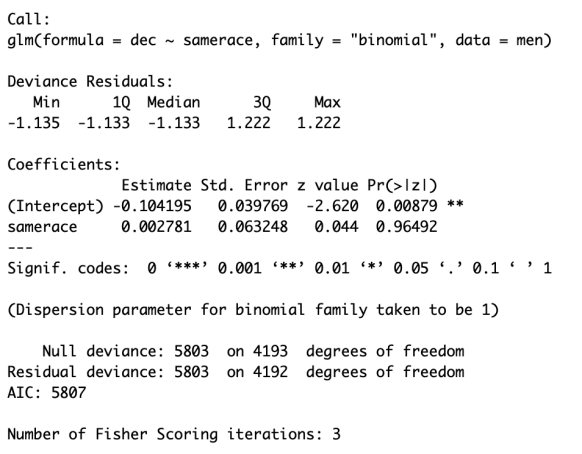 Call:
glm(formula = dec ~ samerace, family = "binomial", data = men)
Deviance Residuals:
Min 1Q Median 3Q Max
-1.135 -1.133 -1.133 1.222 1.222
Coefficients:
Estimate Std. Error z value Pr(>|z|)
(Intercept) -0.104195 0.039769 -2.620 0.00879 **
samerace 0.002781 0.063248 0.044 0.96492
---
Signif. codes: 0 ‘***’ 0.001 ‘**’ 0.01 ‘*’ 0.05 ‘.’ 0.1 ‘ ’ 1
(Dispersion parameter for binomial family taken to be 1)
Null deviance: 5803 on 4193 degrees of freedom
Residual deviance: 5803 on 4192 degrees of freedom
AIC: 5807
Number of Fisher Scoring iterations: 3